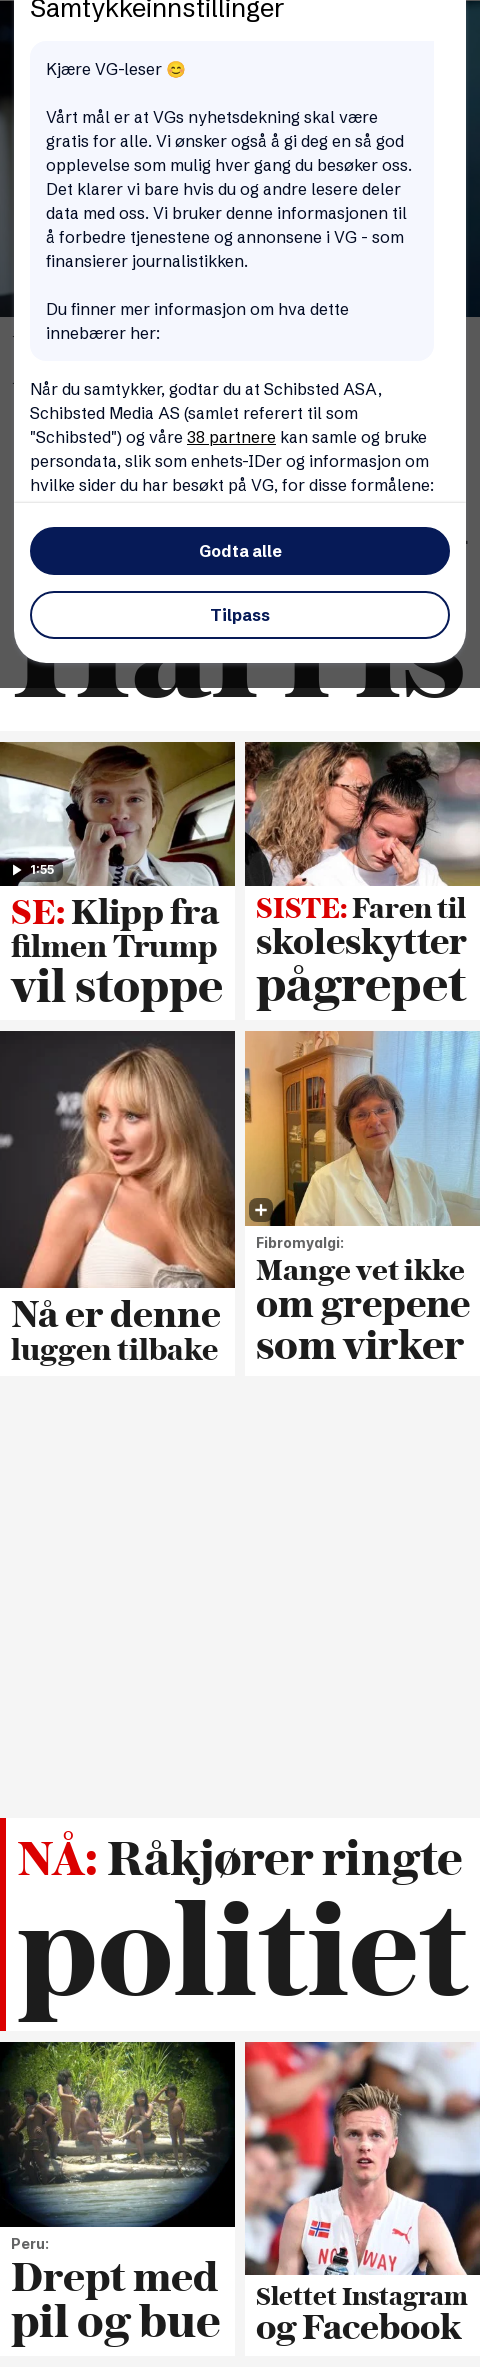 Samtykkeinnstillinger
Kjære VG-leser 😊
Vårt mål er at VGs nyhetsdekning skal være
gratis for alle. Vi ønsker også å gi deg en så god
opplevelse som mulig hver gang du besøker oss.
Det klarer vi bare hvis du og andre lesere deler
data med oss. Vi bruker denne informasjonen til
å forbedre tjenestene og annonsene i VG - som
finansierer journalistikken.
Du finner mer informasjon om hva dette
innebærer her:
Når du samtykker, godtar du at Schibsted ASA,
Schibsted Media AS (samlet referert til som
"Schibsted") og våre 38 partnere kan samle og bruke
persondata, slik som enhets-IDer og informasjon om
hvilke sider du har besøkt på VG, for disse formålene:
Godta alle
Tilpass
Harris
1:55
SE: Klipp fra
filmen Trump
vil stoppe
SISTE: Faren til
skoleskytter
pågrepet
Nå er denne
luggen tilbake
Fibromyalgi:
Mange vet ikke
om grepene
som virker
NÅ: Råkjører ringte
politiet
Peru:
Drept med
pil og bue
NORWAY
Slettet Instagram
og Facebook